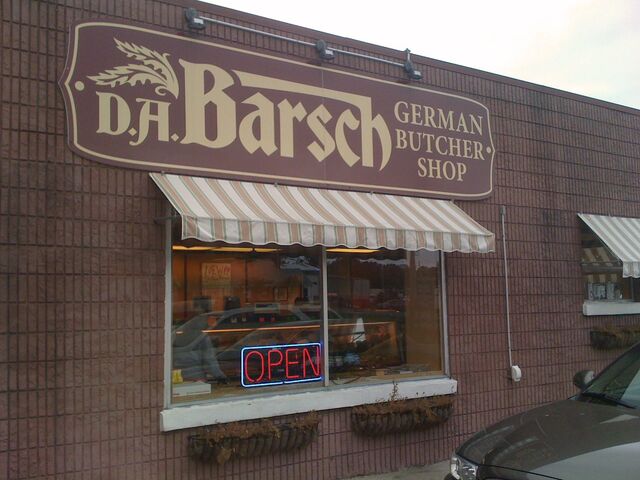 D.A. Barsch
GERMAN
BUTCHER
SHOP
OPEN